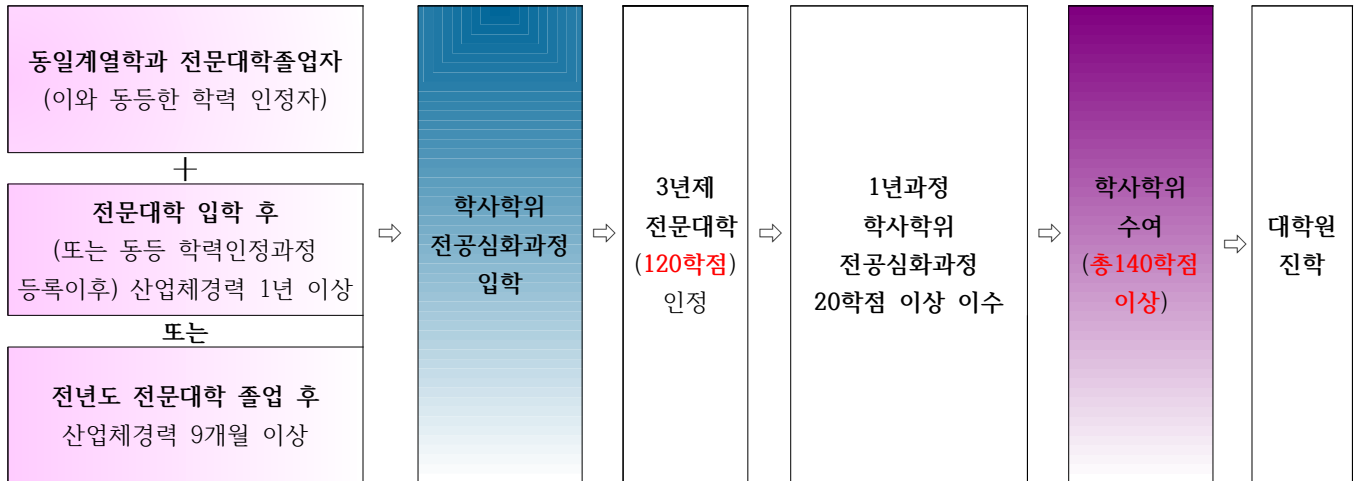 동일계열학과 전문대학졸업자
(이와 동등한 학력 인정자)
+
전문대학 입학 후
(또는 동등 학력인정과정
등록이후) 산업체경력 1년 이상
또는
전년도 전문대학 졸업 후
산업체경력 9개월 이상
⇨
학사학위
전공심화과정
입학
⇨
3년제
전문대학
(120학점)
인정
⇨
1년과정
학사학위
전공심화과정
20학점 이상 이수
⇨
학사학위
수여
(총140학점
이상)
⇨
대학원
진학